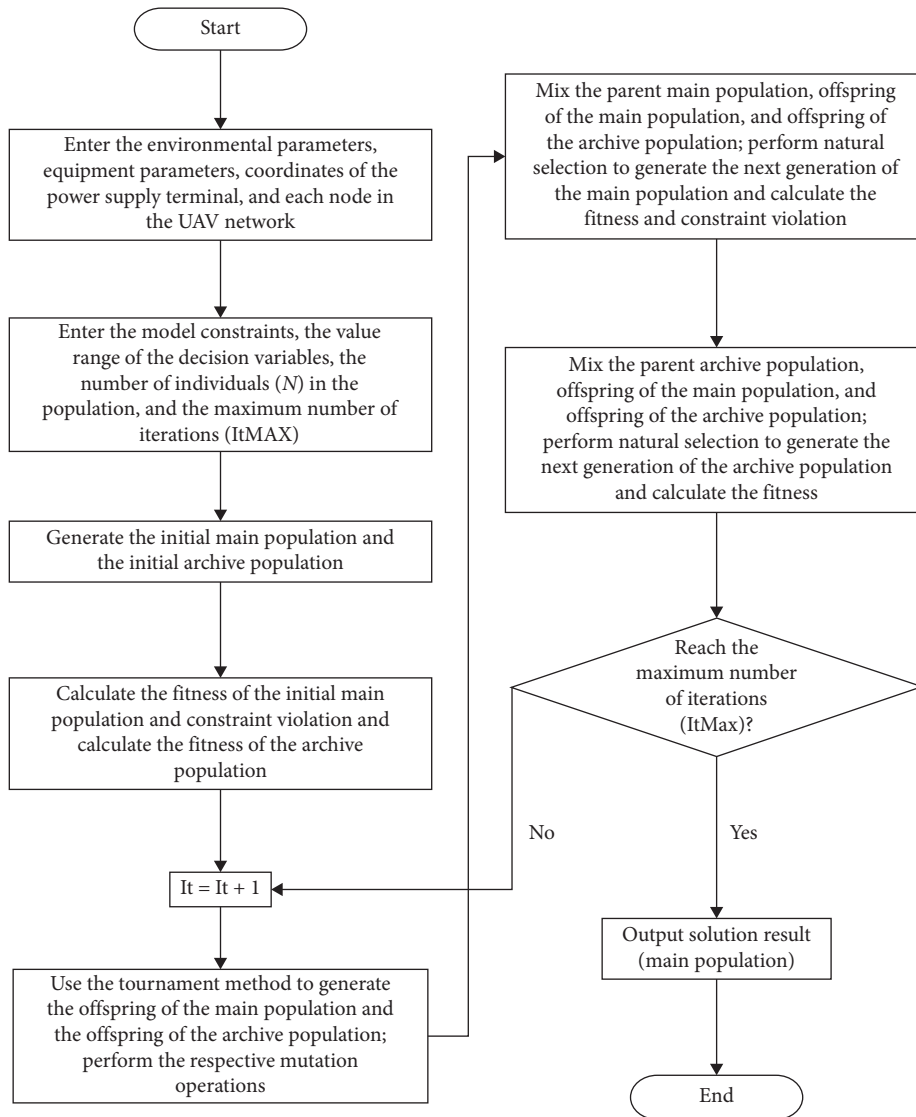 Start
Enter the environmental parameters,
equipment parameters, coordinates of the
power supply terminal, and each node in
the UAV network
Enter the model constraints, the value
range of the decision variables, the
number of individuals (N) in the
population, and the maximum number of
iterations (ItMAX)
Generate the initial main population and
the initial archive population
Calculate the fitness of the initial main
population and constraint violation and
calculate the fitness of the archive
population
It = It + 1
Use the tournament method to generate
the offspring of the main population and
the offspring of the archive population;
perform the respective mutation
operations
Mix the parent main population, offspring
of the main population, and offspring of
the archive population; perform natural
selection to generate the next generation
of the main population and calculate the
fitness and constraint violation
Mix the parent archive population,
offspring of the main population, and
offspring of the archive population;
perform natural selection to generate the
next generation of the archive population
and calculate the fitness
Reach the
maximum number
of iterations
(ItMax)?
No
Yes
Output solution result
(main population)
End